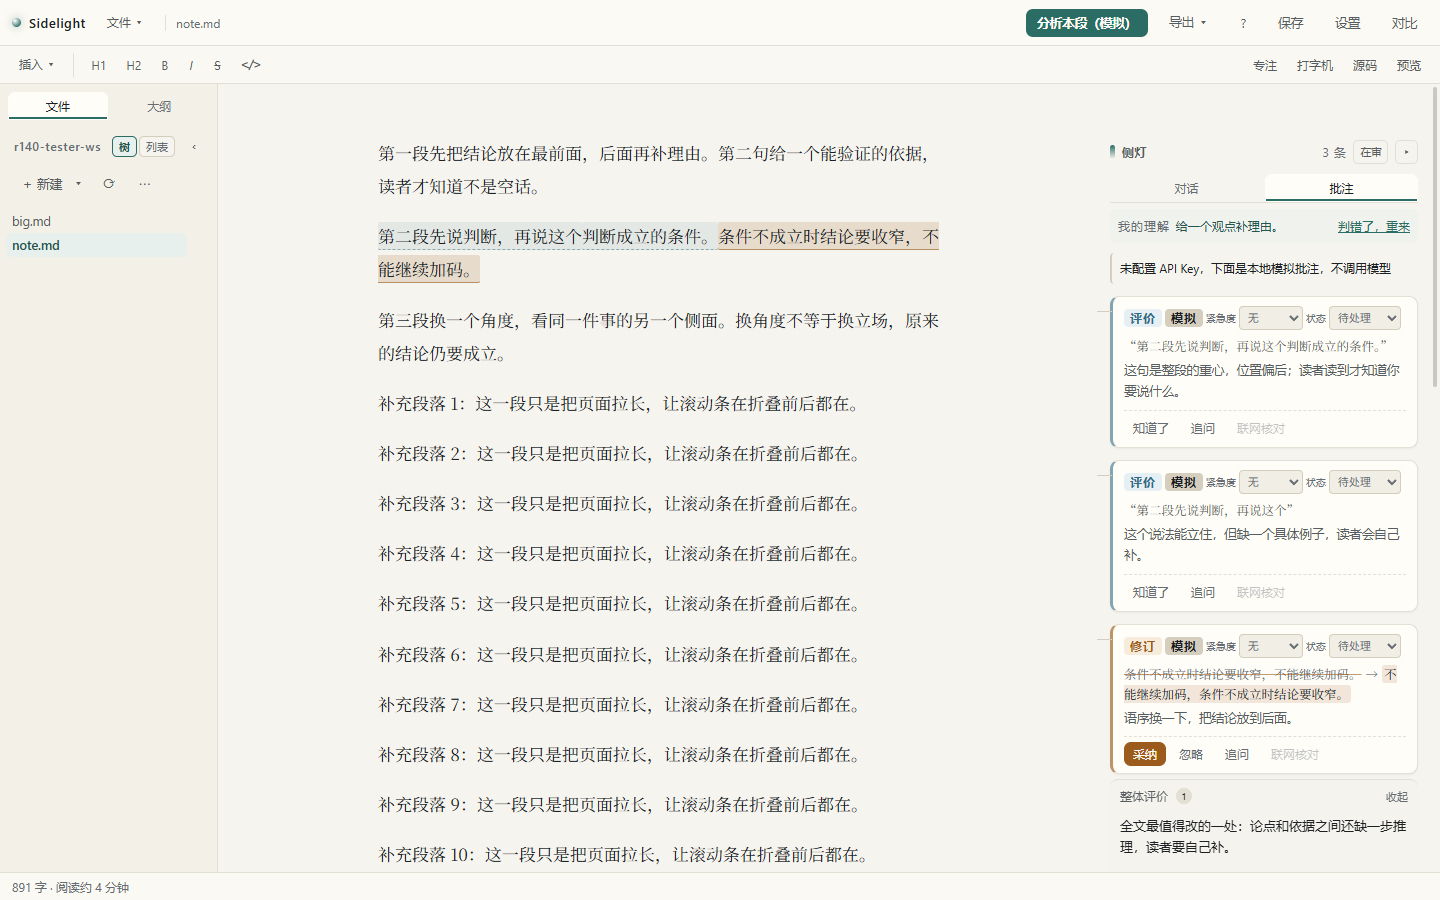 Sidelight 文件 note.md 分析本段（模拟） 导出 ? 保存 设置 对比
插入 H1 H2 B I S </> 专注 打字机 源码 预览
文件 大纲
r140-tester-ws 树 列表 ‹
+ 新建 ⟳ ···
big.md
note.md
第一段先把结论放在最前面，后面再补理由。第二句给一个能验证的依据，
读者才知道不是空话。
第二段先说判断，再说这个判断成立的条件。条件不成立时结论要收窄，不
能继续加码。
第三段换一个角度，看同一件事的另一个侧面。换角度不等于换立场，原来
的结论仍要成立。
补充段落 1：这一段只是把页面拉长，让滚动条在折叠前后都在。
补充段落 2：这一段只是把页面拉长，让滚动条在折叠前后都在。
补充段落 3：这一段只是把页面拉长，让滚动条在折叠前后都在。
补充段落 4：这一段只是把页面拉长，让滚动条在折叠前后都在。
补充段落 5：这一段只是把页面拉长，让滚动条在折叠前后都在。
补充段落 6：这一段只是把页面拉长，让滚动条在折叠前后都在。
补充段落 7：这一段只是把页面拉长，让滚动条在折叠前后都在。
补充段落 8：这一段只是把页面拉长，让滚动条在折叠前后都在。
补充段落 9：这一段只是把页面拉长，让滚动条在折叠前后都在。
补充段落 10：这一段只是把页面拉长，让滚动条在折叠前后都在。
侧灯 3 条 在审
对话 批注
我的理解 给一个观点补理由。 判错了，重来
未配置 API Key，下面是本地模拟批注，不调用模型
评价 模拟 紧急度 无 状态 待处理
“第二段先说判断，再说这个判断成立的条件。”
这句是整段的重心，位置偏后；读者读到才知道你
要说什么。
知道了 追问 联网核对
评价 模拟 紧急度 无 状态 待处理
“第二段先说判断，再说这个”
这个说法能立住，但缺一个具体例子，读者会自己
补。
知道了 追问 联网核对
修订 模拟 紧急度 无 状态 待处理
条件不成立时结论要收窄，不能继续加码。 → 不
能继续加码，条件不成立时结论要收窄。
语序换一下，把结论放到后面。
采纳 忽略 追问 联网核对
整体评价 1 收起
全文最值得改的一处：论点和依据之间还缺一步推
理，读者要自己补。
891 字 · 阅读约 4 分钟